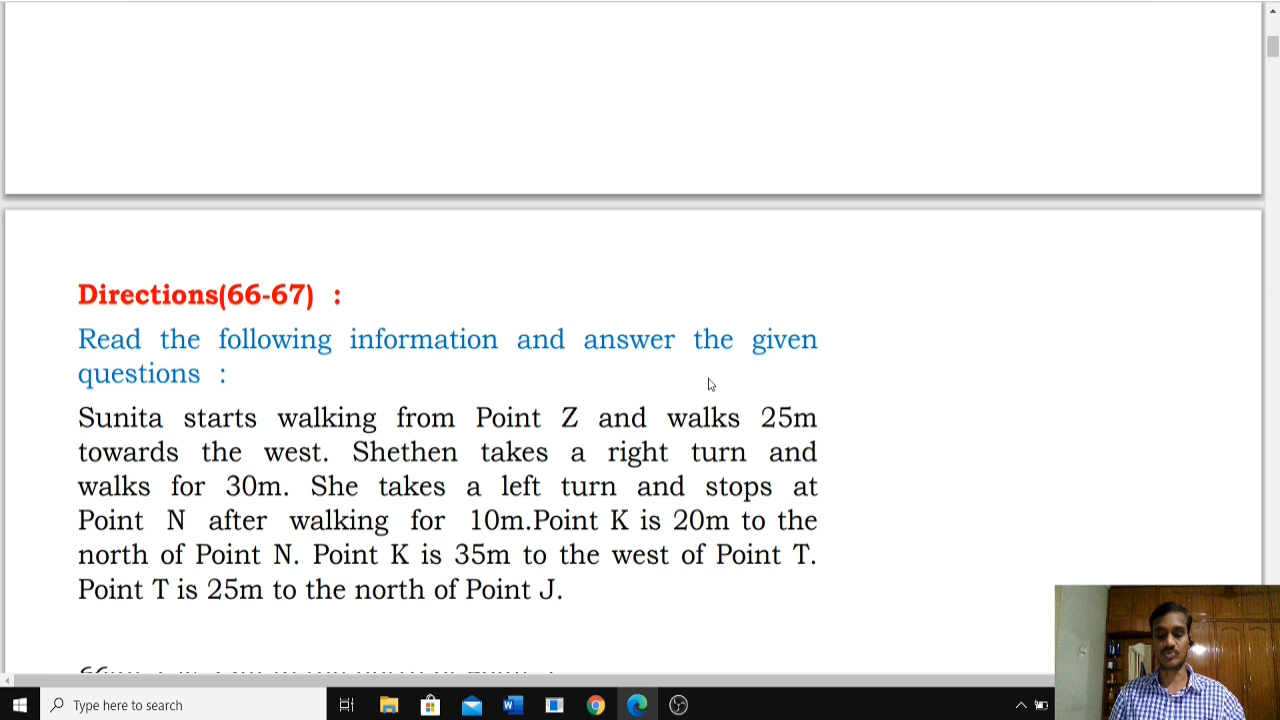 Directions(66-67) :
Read the following information and answer the given
questions :
Sunita starts walking from Point Z and walks 25m
towards the west. Shethen takes a right turn and
walks for 30m. She takes a left turn and stops at
Point N after walking for 10m.Point K is 20m to the
north of Point N. Point K is 35m to the west of Point T.
Point T is 25m to the north of Point J.
Type here to search